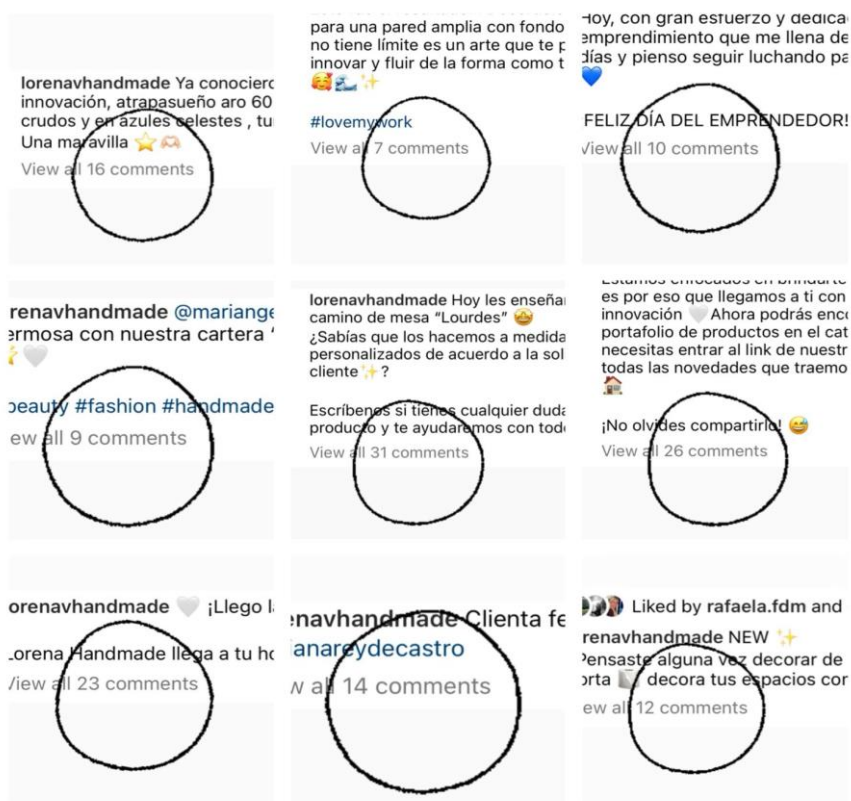 lorenavhandmade Ya conocierc
innovación, atrapasueño aro 60
crudos y en azules celestes , tur
Una maravilla ⭐🫶🏻
View all 16 comments
para una pared amplia con fondo
no tiene límite es un arte que te p
innovar y fluir de la forma como t
🥰🌊✨
#lovemywork
View all 7 comments
Hoy, con gran esfuerzo y dedica
emprendimiento que me llena de
días y pienso seguir luchando pa
💙
FELIZ DÍA DEL EMPRENDEDOR!
View all 10 comments
renavhandmade @mariange
ermosa con nuestra cartera “
⭐🤍
beauty #fashion #handmade
ew all 9 comments
lorenavhandmade Hoy les enseña
camino de mesa “Lourdes” 🤩
¿Sabías que los hacemos a medida
personalizados de acuerdo a la sol
cliente✨?
Escríbenos si tienes cualquier duda
producto y te ayudaremos con tod
View all 31 comments
Estamos enfocados en brindarte
es por eso que llegamos a ti con
innovación 🤍Ahora podrás enc
portafolio de productos en el cat
necesitas entrar al link de nuestr
todas las novedades que traemo
🏠
¡No olvides compartirlo! 😅
View all 26 comments
orenavhandmade 🤍 ¡Llego l
Lorena Handmade llega a tu ho
View all 23 comments
enavhandmade Clienta fe
anareydecastro
w all 14 comments
Liked by rafaela.fdm and
renavhandmade NEW ✨
Pensaste alguna vez decorar de
orta decora tus espacios cor
ew all 12 comments